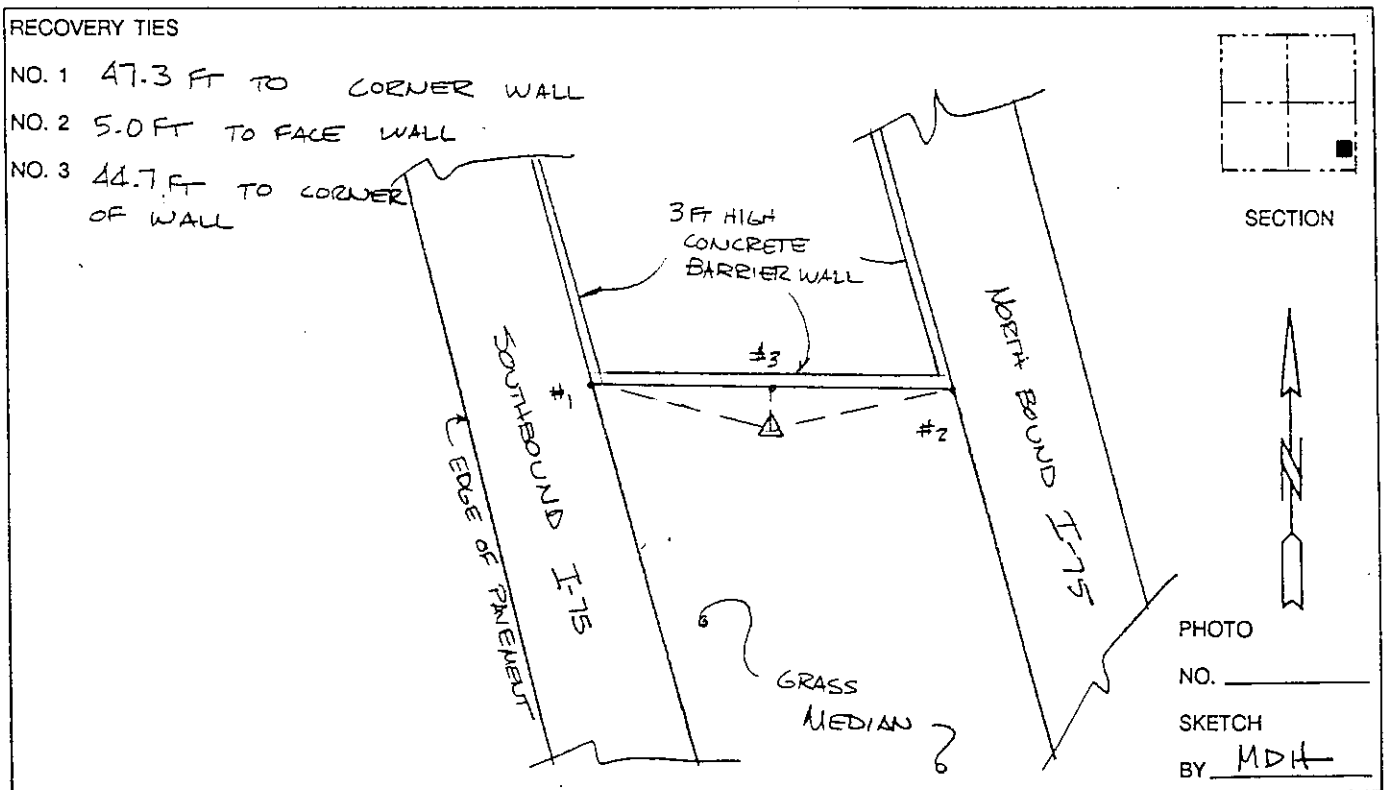 RECOVERY TIES
NO. 1 47.3 FT TO CORNER WALL
NO. 2 5.0 FT TO FACE WALL
NO. 3 44.7 FT TO CORNER
OF WALL
SECTION
3 FT HIGH
CONCRETE
BARRIER WALL
#1
#3
#2
SOUTHBOUND I-75
NORTH BOUND I-75
EDGE OF PAVEMENT
GRASS
MEDIAN
N
PHOTO
NO.
SKETCH
BY MDH